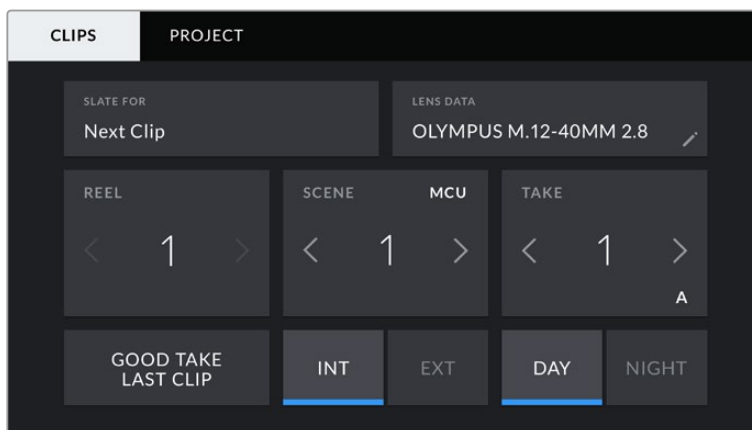 CLIPS PROJECT
SLATE FOR
Next Clip
LENS DATA
OLYMPUS M.12-40MM 2.8
REEL
1
SCENE MCU
1
TAKE
1
A
GOOD TAKE
LAST CLIP
INT EXT
DAY NIGHT